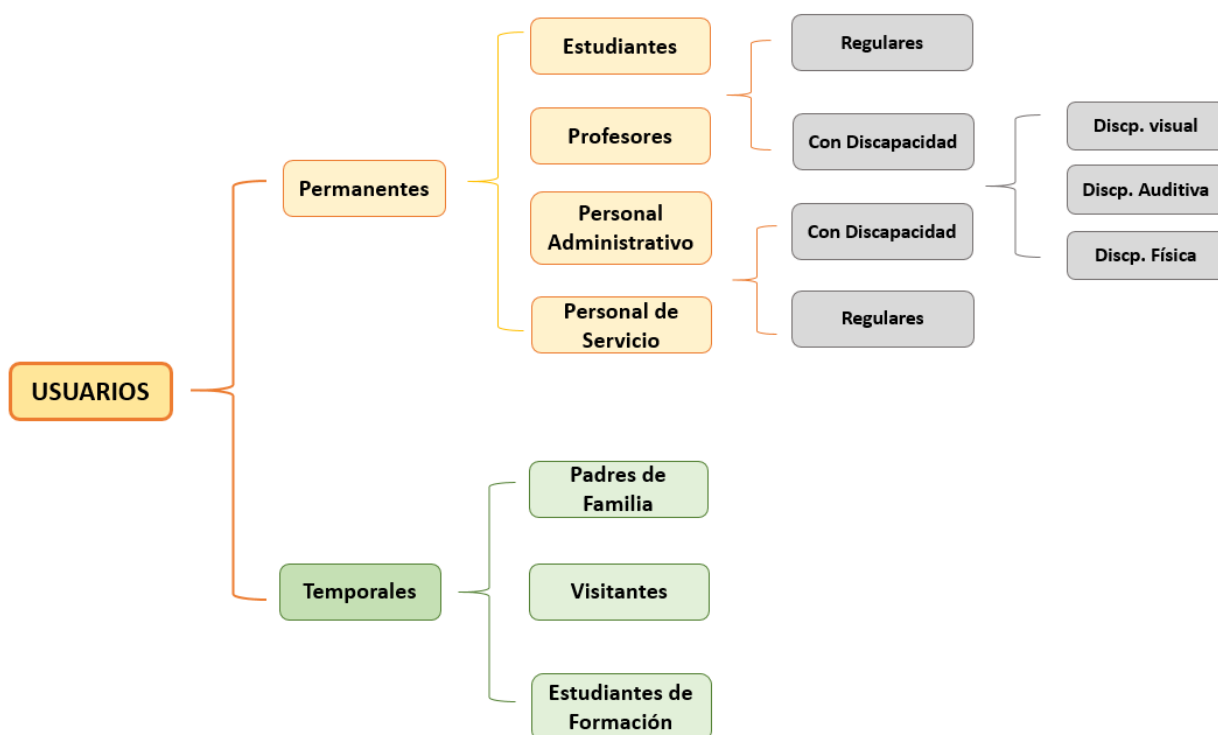 Estudiantes
Regulares
Profesores
Con Discapacidad
Discp. visual
Permanentes
Discp. Auditiva
Personal
Administrativo
Con Discapacidad
Discp. Física
Personal de
Servicio
Regulares
USUARIOS
Padres de
Familia
Temporales
Visitantes
Estudiantes de
Formación